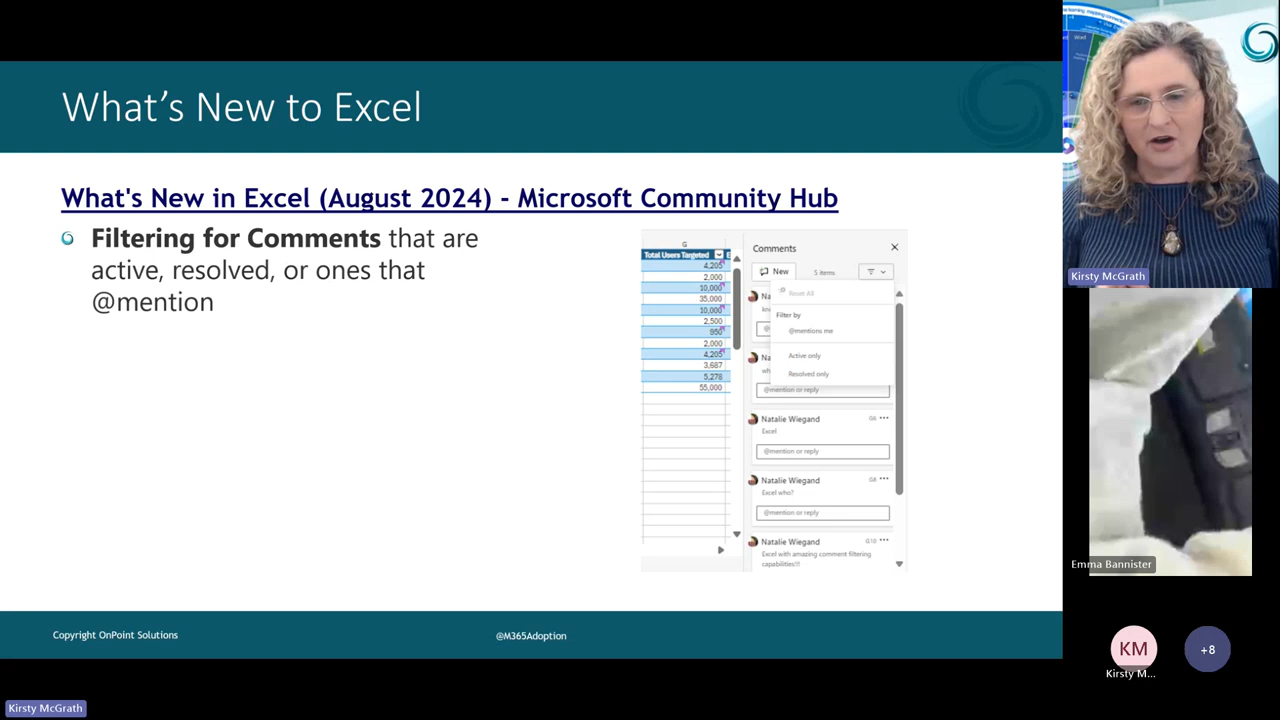 What's New to Excel
What's New in Excel (August 2024) - Microsoft Community Hub
Filtering for Comments that are
active, resolved, or ones that
@mention
G
Total Users Targeted
4,205
2,000
10,000
35,000
10,000
2,500
950
2,000
4,205
3,687
5,278
55,000
Comments
New
5 items
Reset All
Filter by
@mentions me
Active only
Resolved only
@mention or reply
Natalie Wiegand
G6
Excel
@mention or reply
Natalie Wiegand
G8
Excel who?
@mention or reply
Natalie Wiegand
G10
Excel with amazing comment filtering
capabilities!!!
Copyright OnPoint Solutions
@M365Adoption
Kirsty McGrath
Word
Kirsty McGrath
Emma Bannister
KM
Kirsty M...
+8